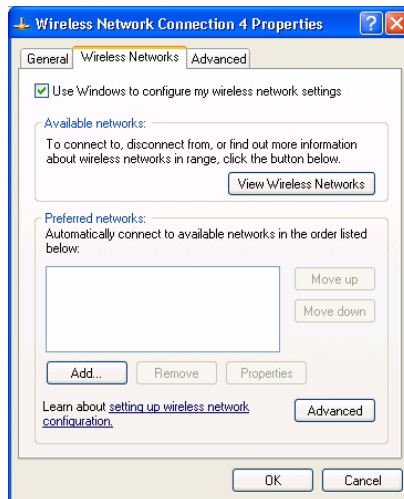 Wireless Network Connection 4 Properties
General Wireless Networks Advanced
Use Windows to configure my wireless network settings
Available networks:
To connect to, disconnect from, or find out more information
about wireless networks in range, click the button below.
View Wireless Networks
Preferred networks:
Automatically connect to available networks in the order listed
below:
Move up
Move down
Add... Remove Properties
Learn about setting up wireless network
configuration.
Advanced
OK Cancel